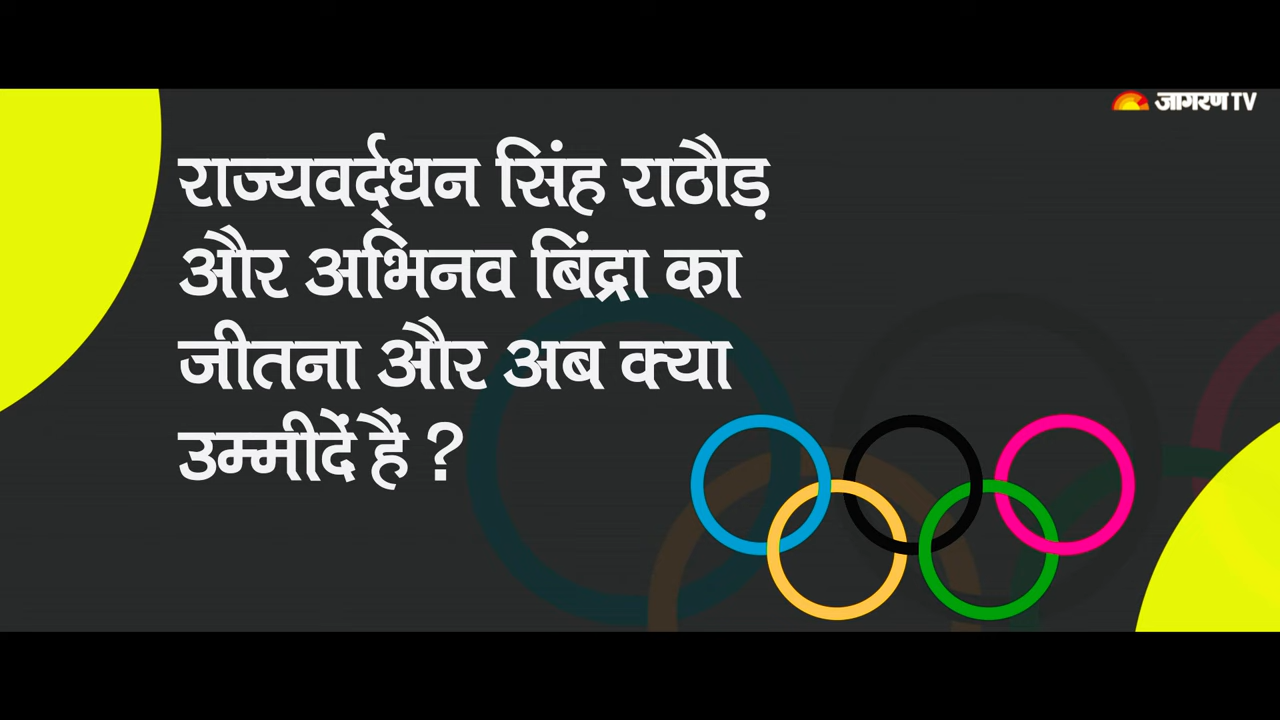 जागरण TV
राज्यवर्द्धन सिंह राठौड़
और अभिनव बिंद्रा का
जीतना और अब क्या
उम्मीदें हैं ?